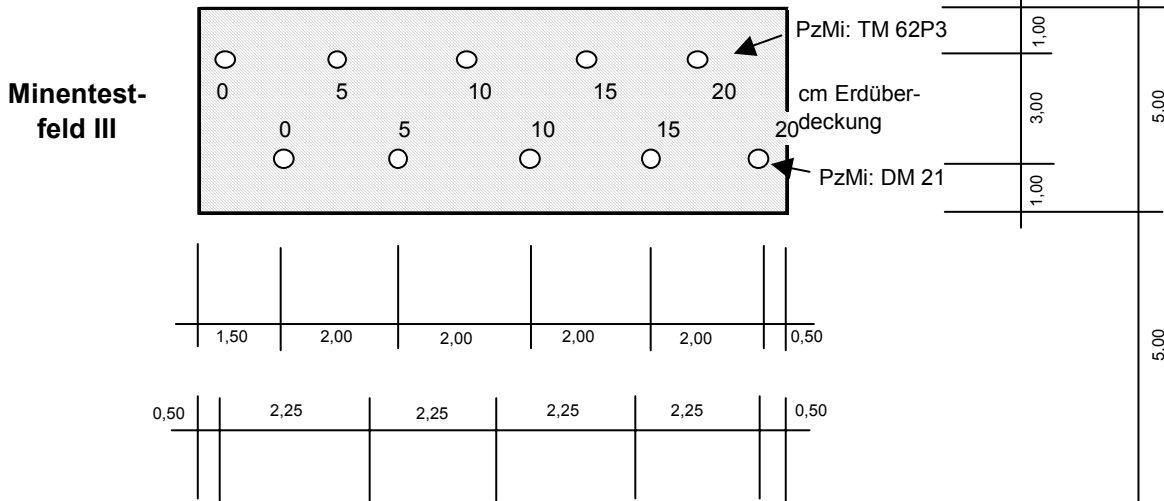 PzMi: TM 62P3
Minentest-
feld III
0 5 10 15 20
cm Erdüber-
deckung
0 5 10 15 20
PzMi: DM 21
1,00
3,00
1,00
5,00
5,00
1,50 2,00 2,00 2,00 2,00 0,50
0,50 2,25 2,25 2,25 2,25 0,50